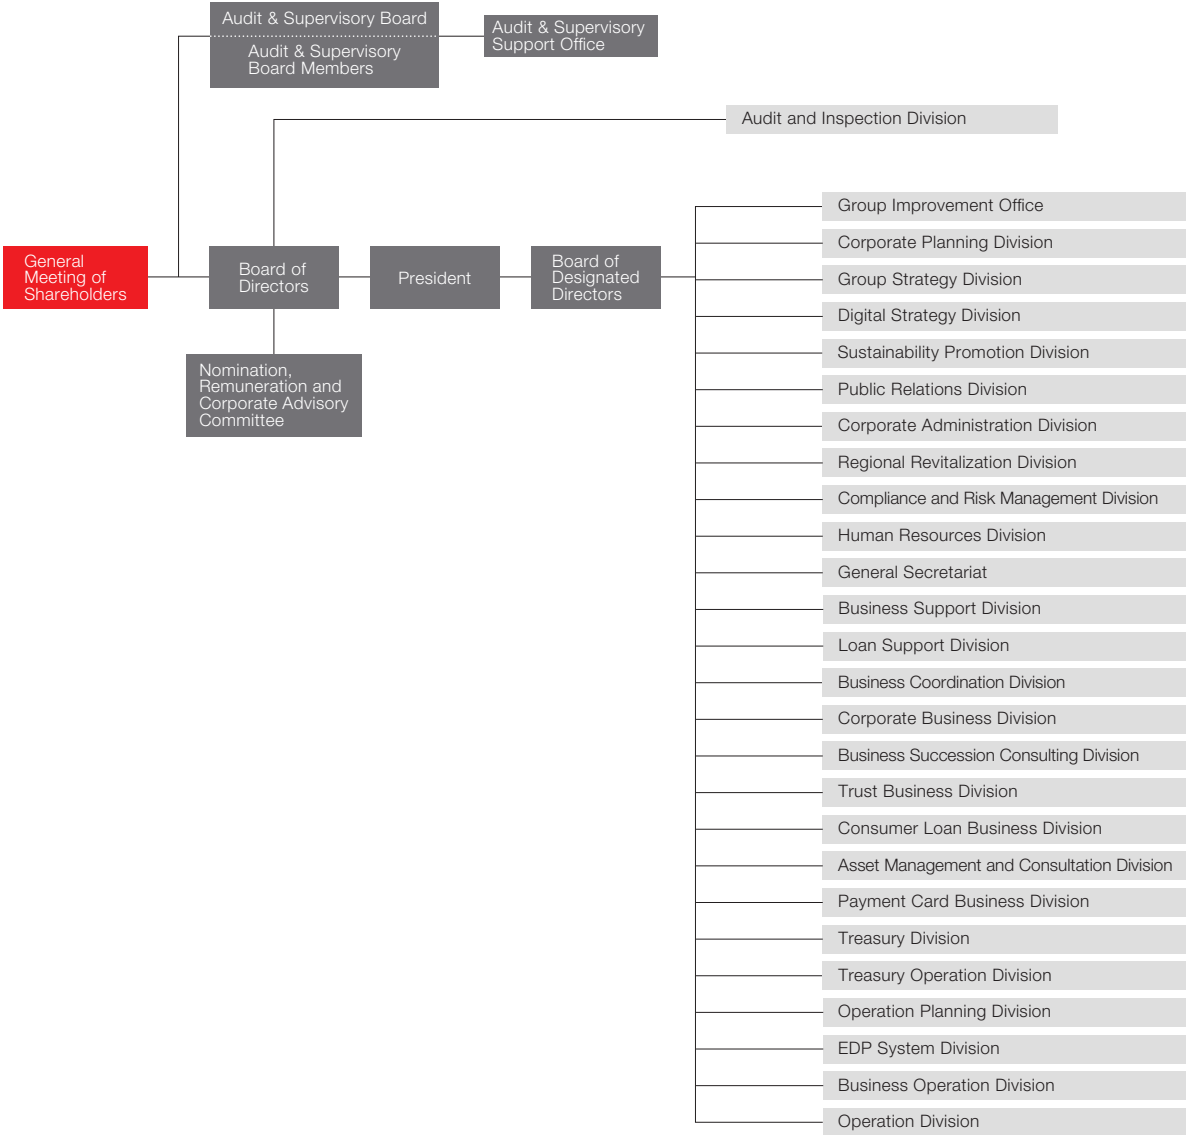 Audit & Supervisory Board
Audit & Supervisory
Board Members
Audit & Supervisory
Support Office
Audit and Inspection Division
General
Meeting of
Shareholders
Board of
Directors
President
Board of
Designated
Directors
Nomination,
Remuneration and
Corporate Advisory
Committee
Group Improvement Office
Corporate Planning Division
Group Strategy Division
Digital Strategy Division
Sustainability Promotion Division
Public Relations Division
Corporate Administration Division
Regional Revitalization Division
Compliance and Risk Management Division
Human Resources Division
General Secretariat
Business Support Division
Loan Support Division
Business Coordination Division
Corporate Business Division
Business Succession Consulting Division
Trust Business Division
Consumer Loan Business Division
Asset Management and Consultation Division
Payment Card Business Division
Treasury Division
Treasury Operation Division
Operation Planning Division
EDP System Division
Business Operation Division
Operation Division